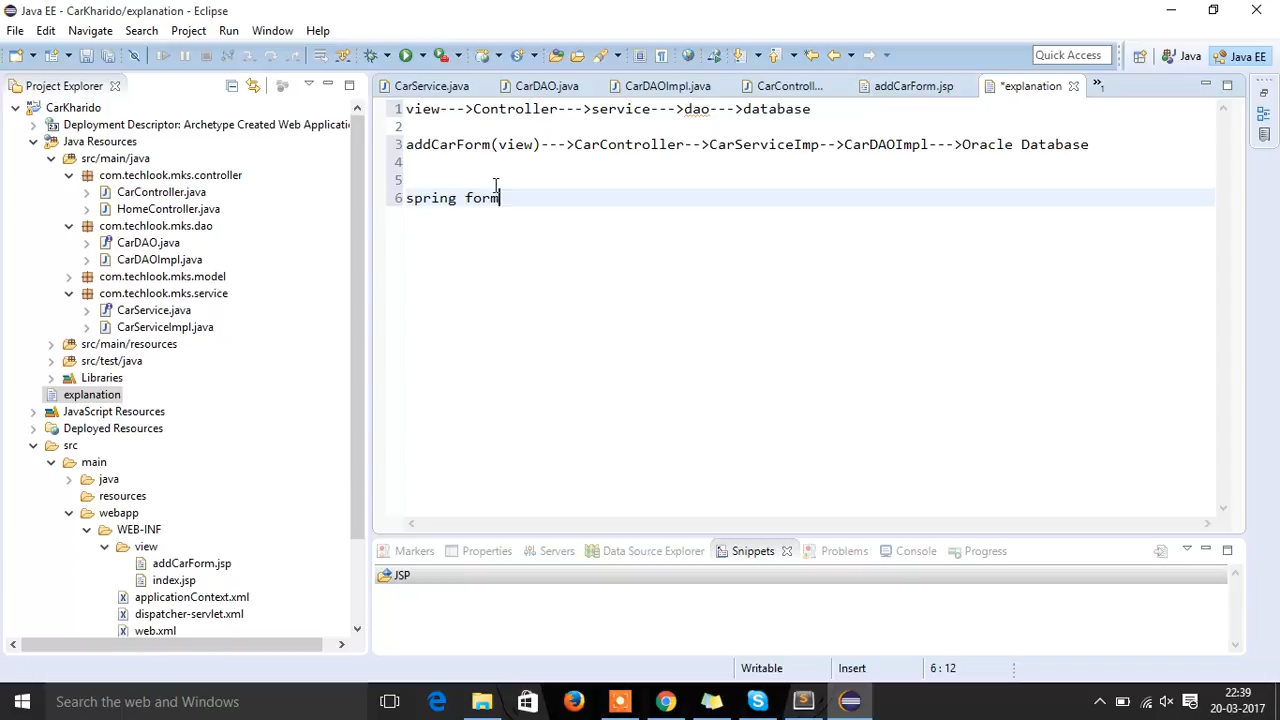 Java EE - CarKharido/explanation - Eclipse
File Edit Navigate Search Project Run Window Help
Quick Access Java Java EE
Project Explorer
CarService.java CarDAO.java CarDAOImpl.java CarControll... addCarForm.jsp *explanation »1
CarKharido
Deployment Descriptor: Archetype Created Web Applicati
Java Resources
src/main/java
com.techlook.mks.controller
CarController.java
HomeController.java
com.techlook.mks.dao
CarDAO.java
CarDAOImpl.java
com.techlook.mks.model
com.techlook.mks.service
CarService.java
CarServiceImpl.java
src/main/resources
src/test/java
Libraries
explanation
JavaScript Resources
Deployed Resources
src
main
java
resources
webapp
WEB-INF
view
addCarForm.jsp
index.jsp
applicationContext.xml
dispatcher-servlet.xml
web.xml
1 view--->Controller--->service--->dao--->database
2
3 addCarForm(view)--->CarController-->CarServiceImp-->CarDAOImpl--->Oracle Database
4
5
6 spring form
Markers Properties Servers Data Source Explorer Snippets Problems Console Progress
JSP
Writable Insert 6 : 12
Search the web and Windows
22:39
20-03-2017